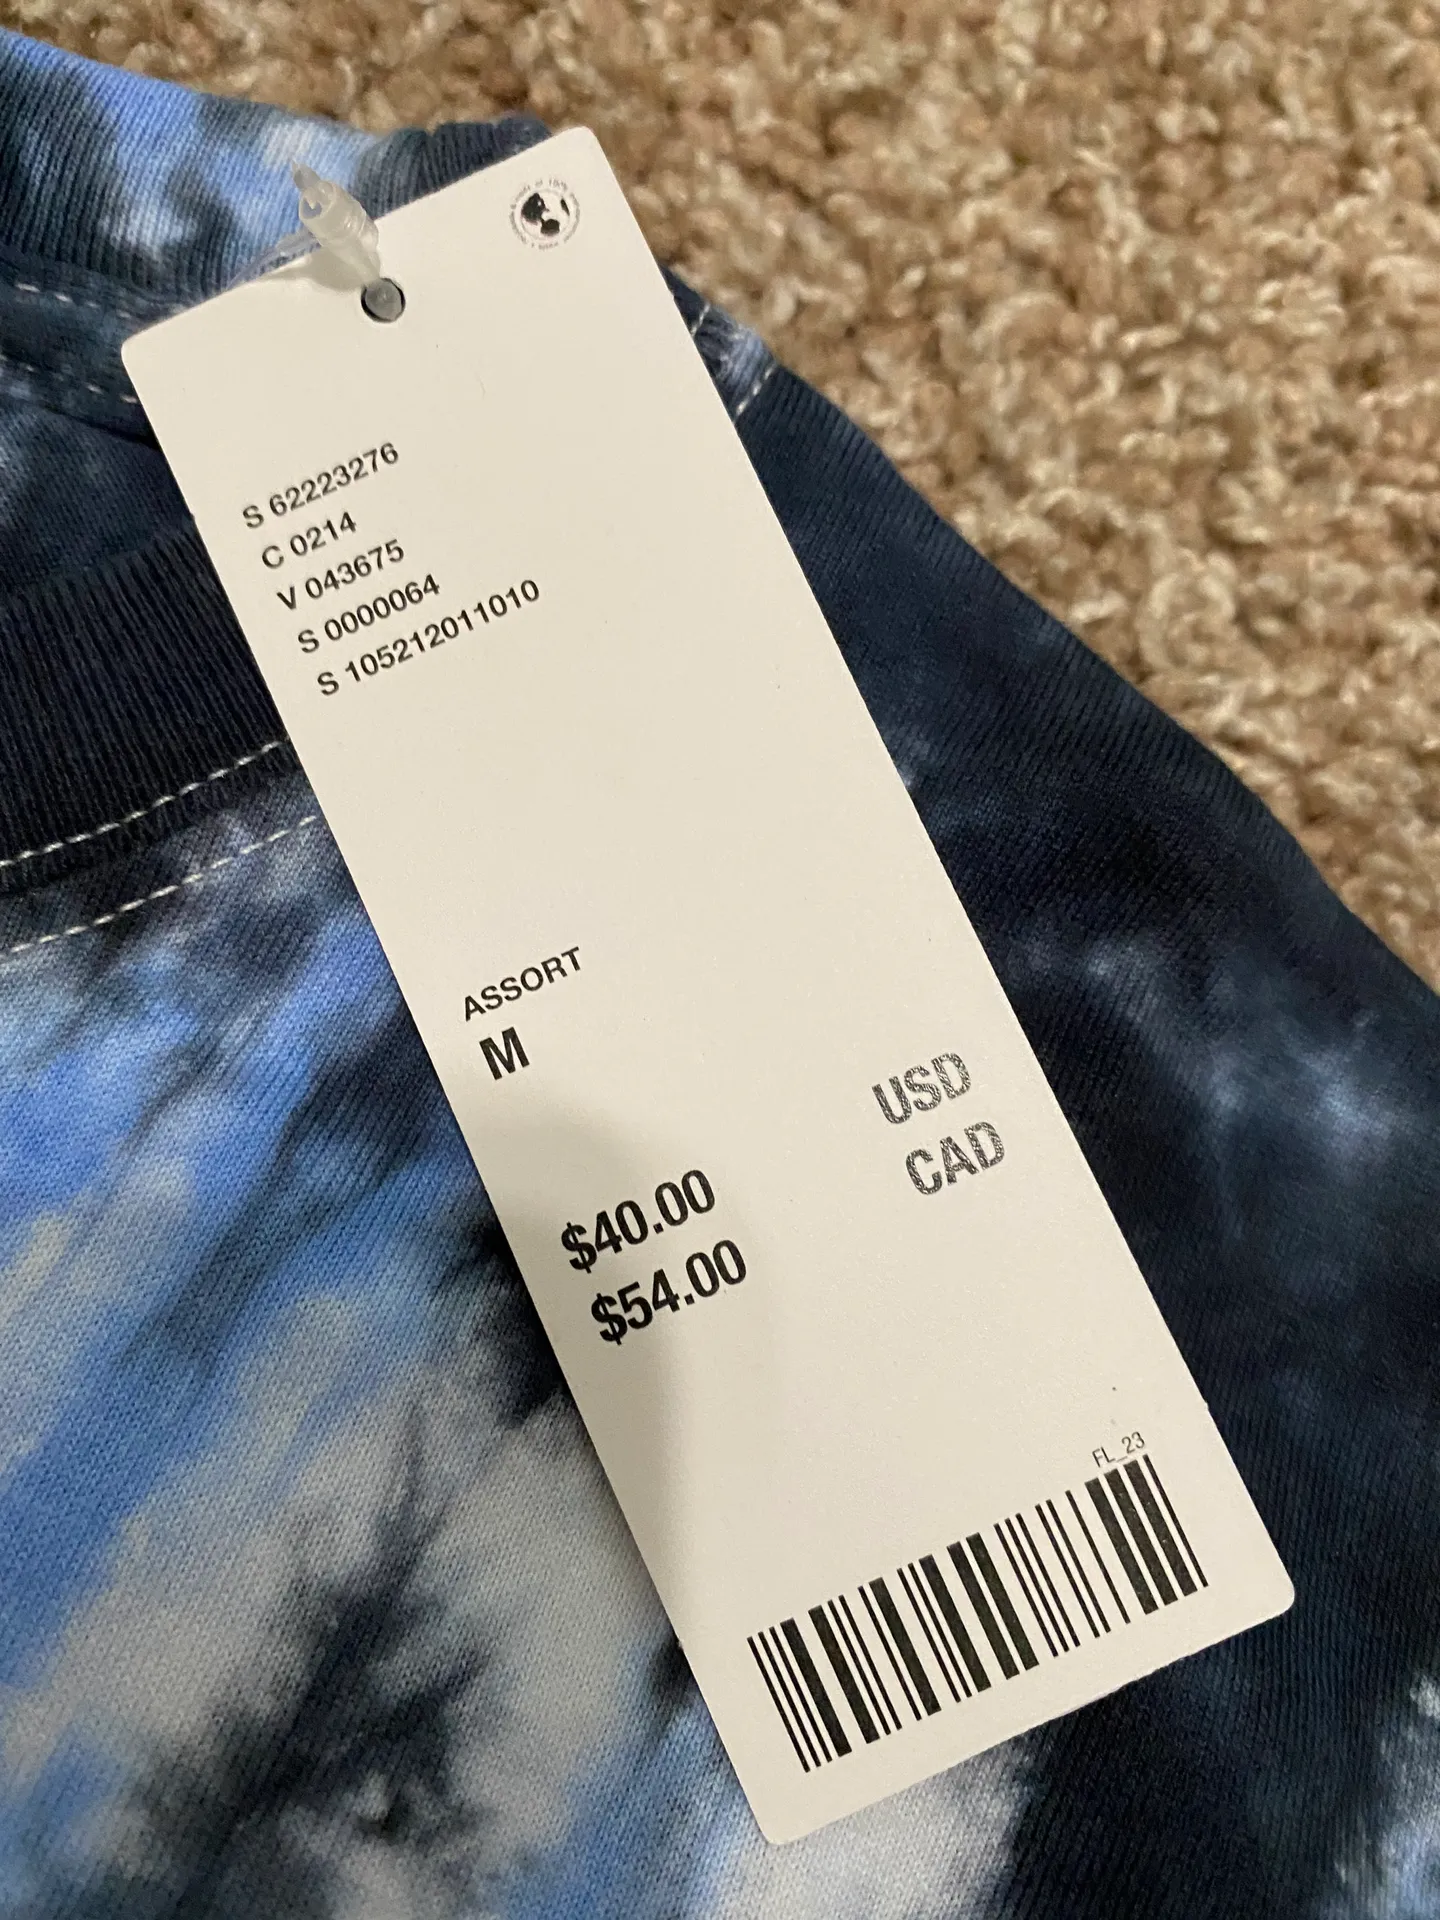 S 62223276
C 0214
V 043675
S 0000064
S 105212011010
ASSORT
M
USD
CAD
$40.00
$54.00
FL_23